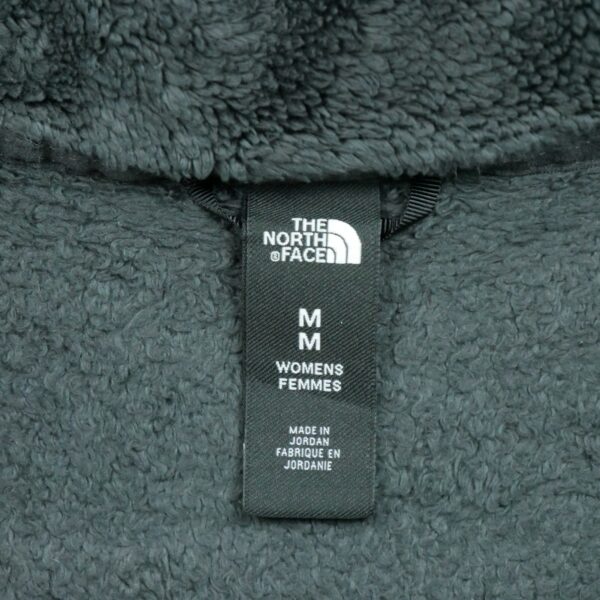 THE
NORTH
® FACE
M
M
WOMENS
FEMMES
MADE IN
JORDAN
FABRIQUE EN
JORDANIE